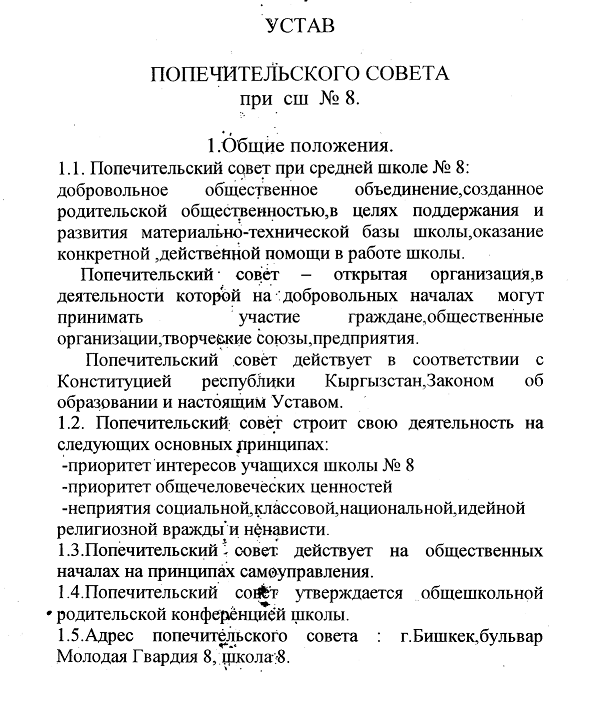 УСТАВ
ПОПЕЧИТЕЛЬСКОГО СОВЕТА
при сш № 8.
1.Общие положения.
1.1. Попечительский совет при средней школе № 8:
добровольное общественное объединение,созданное
родительской общественностью,в целях поддержания и
развития материально-технической базы школы,оказание
конкретной ,действенной помощи в работе школы.
Попечительский совет – открытая организация,в
деятельности которой на добровольных началах могут
принимать участие граждане,общественные
организации,творческие союзы,предприятия.
Попечительский совет действует в соответствии с
Конституцией республики Кыргызстан,Законом об
образовании и настоящим Уставом.
1.2. Попечительский совет строит свою деятельность на
следующих основных принципах:
-приоритет интересов учащихся школы № 8
-приоритет общечеловеческих ценностей
-неприятия социальной,классовой,национальной,идейной
религиозной вражды и ненависти.
1.3.Попечительский совет действует на общественных
началах на принципах самоуправления.
1.4.Попечительский совет утверждается общешкольной
родительской конференцией школы.
1.5.Адрес попечительского совета : г.Бишкек,бульвар
Молодая Гвардия 8, школа 8.